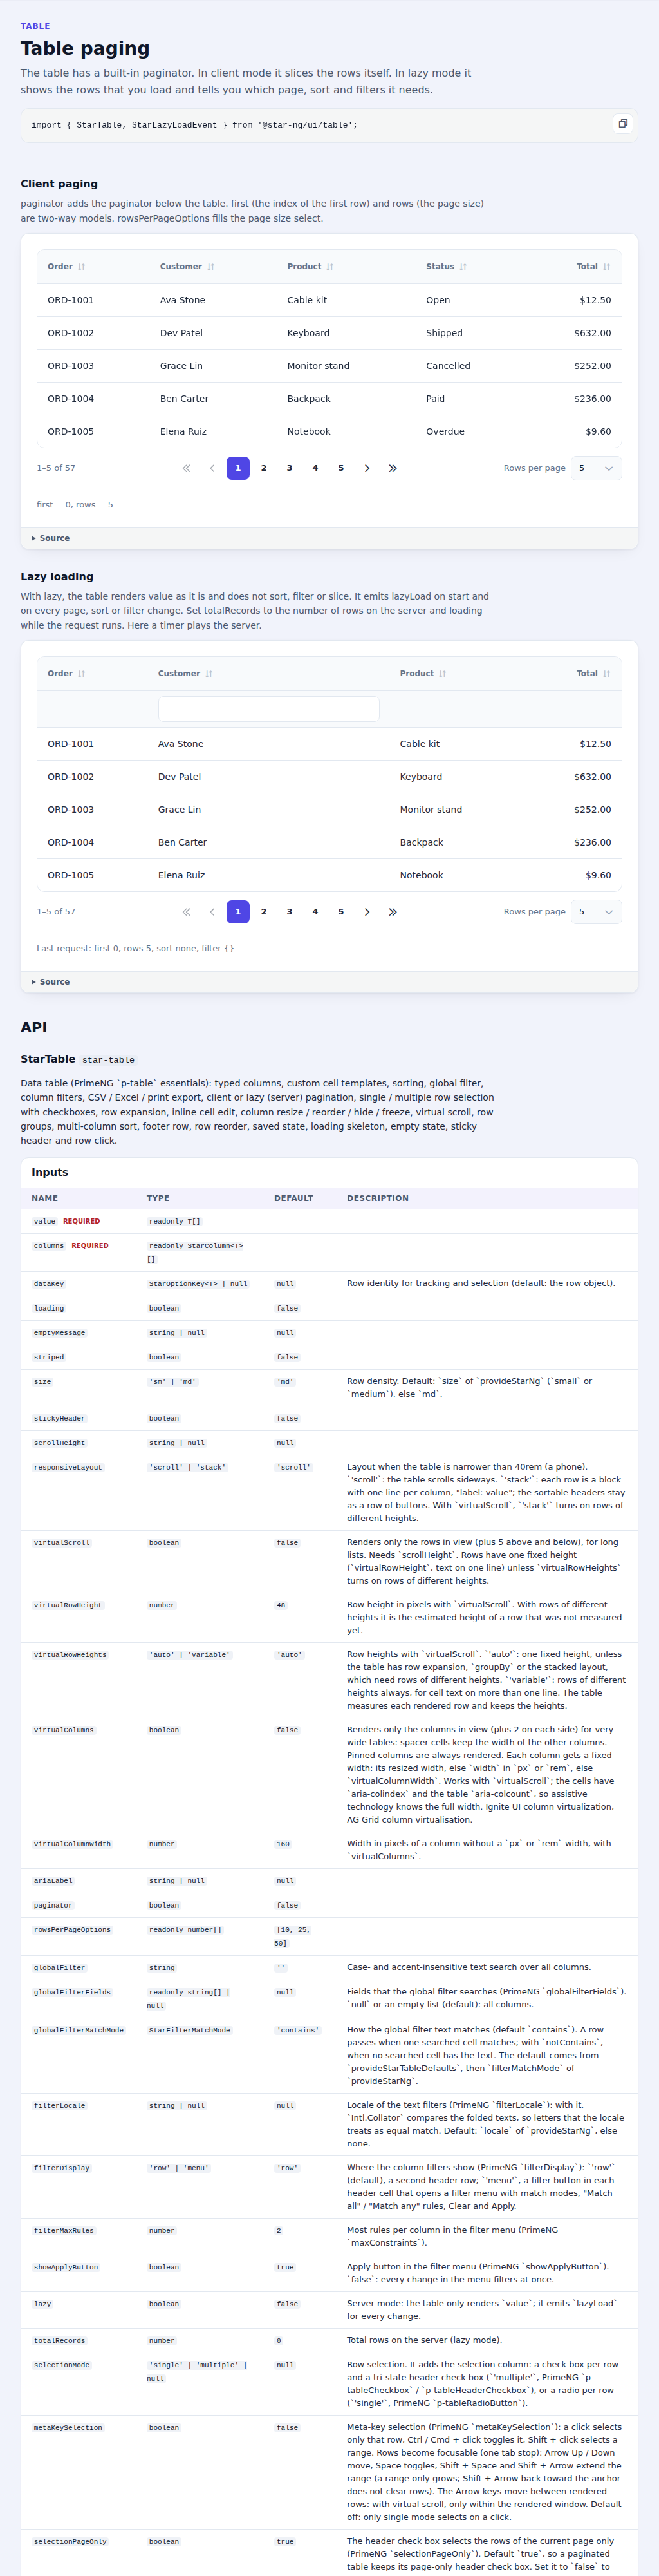 TABLE
Table paging
The table has a built-in paginator. In client mode it slices the rows itself. In lazy mode it
shows the rows that you load and tells you which page, sort and filters it needs.
import { StarTable, StarLazyLoadEvent } from '@star-ng/ui/table';
Client paging
paginator adds the paginator below the table. first (the index of the first row) and rows (the page size)
are two-way models. rowsPerPageOptions fills the page size select.
Order Customer Product Status Total
ORD-1001 Ava Stone Cable kit Open $12.50
ORD-1002 Dev Patel Keyboard Shipped $632.00
ORD-1003 Grace Lin Monitor stand Cancelled $252.00
ORD-1004 Ben Carter Backpack Paid $236.00
ORD-1005 Elena Ruiz Notebook Overdue $9.60
1–5 of 57 1 2 3 4 5 Rows per page 5
first = 0, rows = 5
Source
Lazy loading
With lazy, the table renders value as it is and does not sort, filter or slice. It emits lazyLoad on start and
on every page, sort or filter change. Set totalRecords to the number of rows on the server and loading
while the request runs. Here a timer plays the server.
Order Customer Product Total
ORD-1001 Ava Stone Cable kit $12.50
ORD-1002 Dev Patel Keyboard $632.00
ORD-1003 Grace Lin Monitor stand $252.00
ORD-1004 Ben Carter Backpack $236.00
ORD-1005 Elena Ruiz Notebook $9.60
1–5 of 57 1 2 3 4 5 Rows per page 5
Last request: first 0, rows 5, sort none, filter {}
Source
API
StarTable star-table
Data table (PrimeNG `p-table` essentials): typed columns, custom cell templates, sorting, global filter,
column filters, CSV / Excel / print export, client or lazy (server) pagination, single / multiple row selection
with checkboxes, row expansion, inline cell edit, column resize / reorder / hide / freeze, virtual scroll, row
groups, multi-column sort, footer row, row reorder, saved state, loading skeleton, empty state, sticky
header and row click.
Inputs
NAME TYPE DEFAULT DESCRIPTION
value REQUIRED readonly T[]
columns REQUIRED readonly StarColumn<T>
[]
dataKey StarOptionKey<T> | null null Row identity for tracking and selection (default: the row object).
loading boolean false
emptyMessage string | null null
striped boolean false
size 'sm' | 'md' 'md' Row density. Default: `size` of `provideStarNg` (`small` or
`medium`), else `md`.
stickyHeader boolean false
scrollHeight string | null null
responsiveLayout 'scroll' | 'stack' 'scroll' Layout when the table is narrower than 40rem (a phone).
`'scroll'`: the table scrolls sideways. `'stack'`: each row is a block
with one line per column, "label: value"; the sortable headers stay
as a row of buttons. With `virtualScroll`, `'stack'` turns on rows of
different heights.
virtualScroll boolean false Renders only the rows in view (plus 5 above and below), for long
lists. Needs `scrollHeight`. Rows have one fixed height
(`virtualRowHeight`, text on one line) unless `virtualRowHeights`
turns on rows of different heights.
virtualRowHeight number 48 Row height in pixels with `virtualScroll`. With rows of different
heights it is the estimated height of a row that was not measured
yet.
virtualRowHeights 'auto' | 'variable' 'auto' Row heights with `virtualScroll`. `'auto'`: one fixed height, unless
the table has row expansion, `groupBy` or the stacked layout,
which need rows of different heights. `'variable'`: rows of different
heights always, for cell text on more than one line. The table
measures each rendered row and keeps the heights.
virtualColumns boolean false Renders only the columns in view (plus 2 on each side) for very
wide tables: spacer cells keep the width of the other columns.
Pinned columns are always rendered. Each column gets a fixed
width: its resized width, else `width` in `px` or `rem`, else
`virtualColumnWidth`. Works with `virtualScroll`; the cells have
`aria-colindex` and the table `aria-colcount`, so assistive
technology knows the full width. Ignite UI column virtualization,
AG Grid column virtualisation.
virtualColumnWidth number 160 Width in pixels of a column without a `px` or `rem` width, with
`virtualColumns`.
ariaLabel string | null null
paginator boolean false
rowsPerPageOptions readonly number[] [10, 25,
50]
globalFilter string '' Case- and accent-insensitive text search over all columns.
globalFilterFields readonly string[] | null Fields that the global filter searches (PrimeNG `globalFilterFields`).
null `null` or an empty list (default): all columns.
globalFilterMatchMode StarFilterMatchMode 'contains' How the global filter text matches (default `contains`). A row
passes when one searched cell matches; with `notContains`,
when no searched cell has the text. The default comes from
`provideStarTableDefaults`, then `filterMatchMode` of
`provideStarNg`.
filterLocale string | null null Locale of the text filters (PrimeNG `filterLocale`): with it,
`Intl.Collator` compares the folded texts, so letters that the locale
treats as equal match. Default: `locale` of `provideStarNg`, else
none.
filterDisplay 'row' | 'menu' 'row' Where the column filters show (PrimeNG `filterDisplay`): `'row'`
(default), a second header row; `'menu'`, a filter button in each
header cell that opens a filter menu with match modes, "Match
all" / "Match any" rules, Clear and Apply.
filterMaxRules number 2 Most rules per column in the filter menu (PrimeNG
`maxConstraints`).
showApplyButton boolean true Apply button in the filter menu (PrimeNG `showApplyButton`).
`false`: every change in the menu filters at once.
lazy boolean false Server mode: the table only renders `value`; it emits `lazyLoad`
for every change.
totalRecords number 0 Total rows on the server (lazy mode).
selectionMode 'single' | 'multiple' | null Row selection. It adds the selection column: a check box per row
null and a tri-state header check box (`'multiple'`, PrimeNG `p-
tableCheckbox` / `p-tableHeaderCheckbox`), or a radio per row
(`'single'`, PrimeNG `p-tableRadioButton`).
metaKeySelection boolean false Meta-key selection (PrimeNG `metaKeySelection`): a click selects
only that row, Ctrl / Cmd + click toggles it, Shift + click selects a
range. Rows become focusable (one tab stop): Arrow Up / Down
move, Space toggles, Shift + Space and Shift + Arrow extend the
range (a range only grows; Shift + Arrow back toward the anchor
does not clear rows). The Arrow keys move between rendered
rows: with virtual scroll, only within the rendered window. Default
off: only single mode selects on a click.
selectionPageOnly boolean true The header check box selects the rows of the current page only
(PrimeNG `selectionPageOnly`). Default `true`, so a paginated
table keeps its page-only header check box. Set it to `false` to